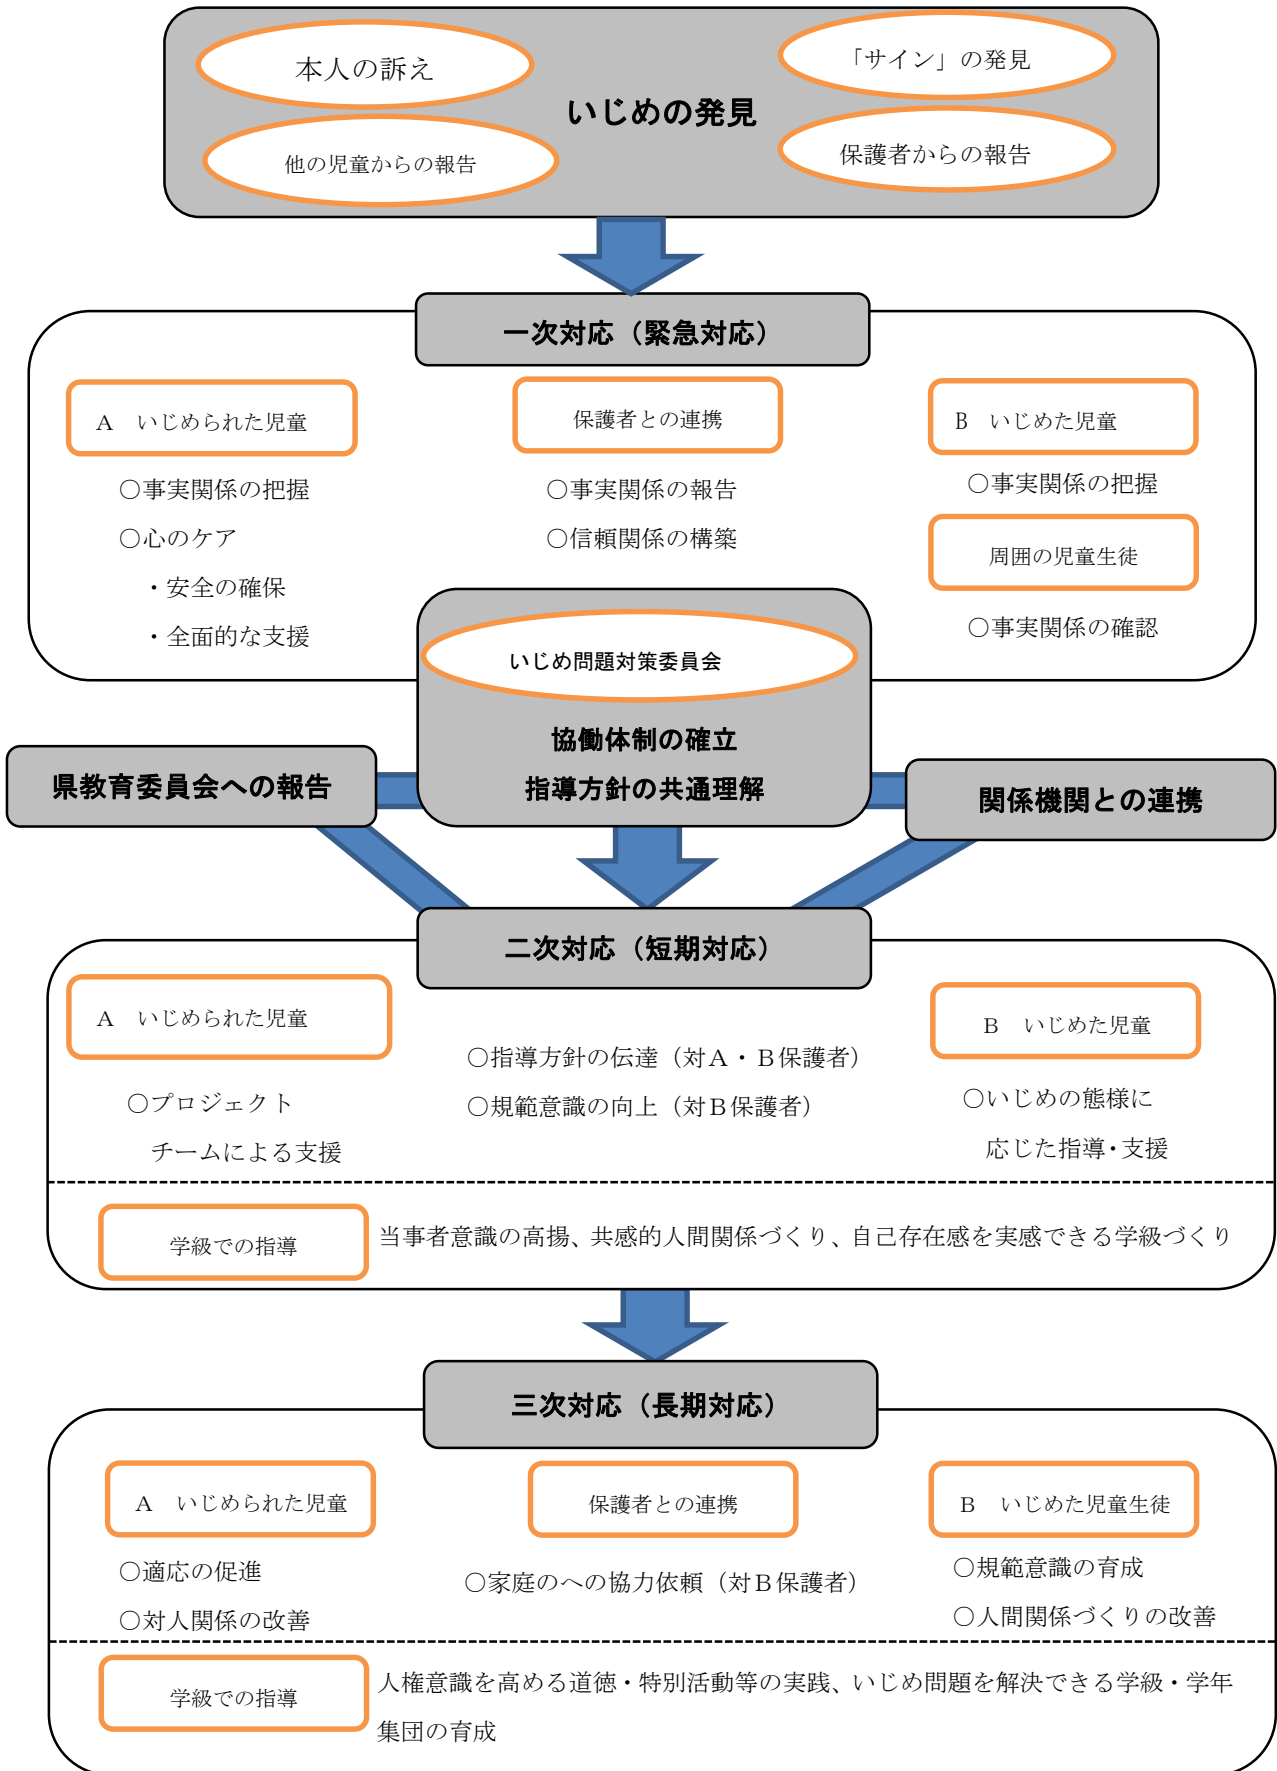 本人の訴え
「サイン」の発見
いじめの発見
他の児童からの報告
保護者からの報告
一次対応（緊急対応）
A　いじめられた児童
○事実関係の把握
○心のケア
・安全の確保
・全面的な支援
保護者との連携
○事実関係の報告
○信頼関係の構築
B　いじめた児童
○事実関係の把握
周囲の児童生徒
○事実関係の確認
いじめ問題対策委員会
協働体制の確立
指導方針の共通理解
県教育委員会への報告
関係機関との連携
二次対応（短期対応）
A　いじめられた児童
○プロジェクト
チームによる支援
○指導方針の伝達（対A・B保護者）
○規範意識の向上（対B保護者）
B　いじめた児童
○いじめの態様に
応じた指導・支援
学級での指導
当事者意識の高揚、共感的人間関係づくり、自己存在感を実感できる学級づくり
三次対応（長期対応）
A　いじめられた児童
○適応の促進
○対人関係の改善
保護者との連携
○家庭のへの協力依頼（対B保護者）
B　いじめた児童生徒
○規範意識の育成
○人間関係づくりの改善
学級での指導
人権意識を高める道徳・特別活動等の実践、いじめ問題を解決できる学級・学年
集団の育成